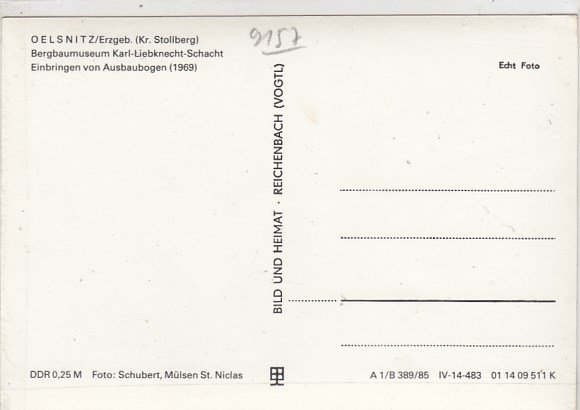 OELSNITZ/Erzgeb. (Kr. Stollberg)
Bergbaumuseum Karl-Liebknecht-Schacht
Einbringen von Ausbaubogen (1969)
9157
Echt Foto
BILD UND HEIMAT · REICHENBACH (VOGTL)
DDR 0,25 M Foto: Schubert, Mülsen St. Niclas
A 1/B 389/85 IV-14-483 01 14 09 511 K